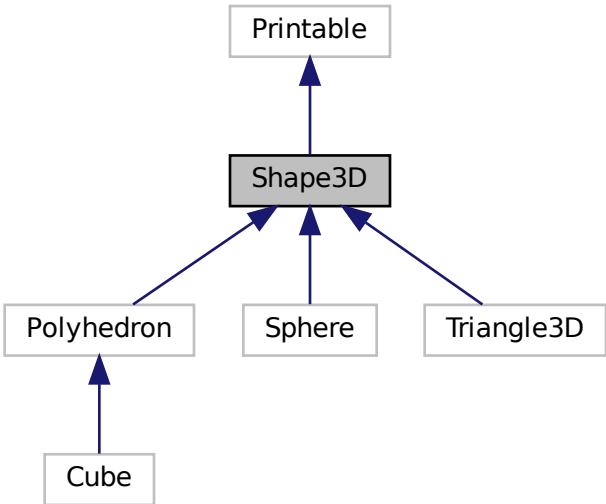 Printable
Shape3D
Polyhedron
Sphere
Triangle3D
Cube